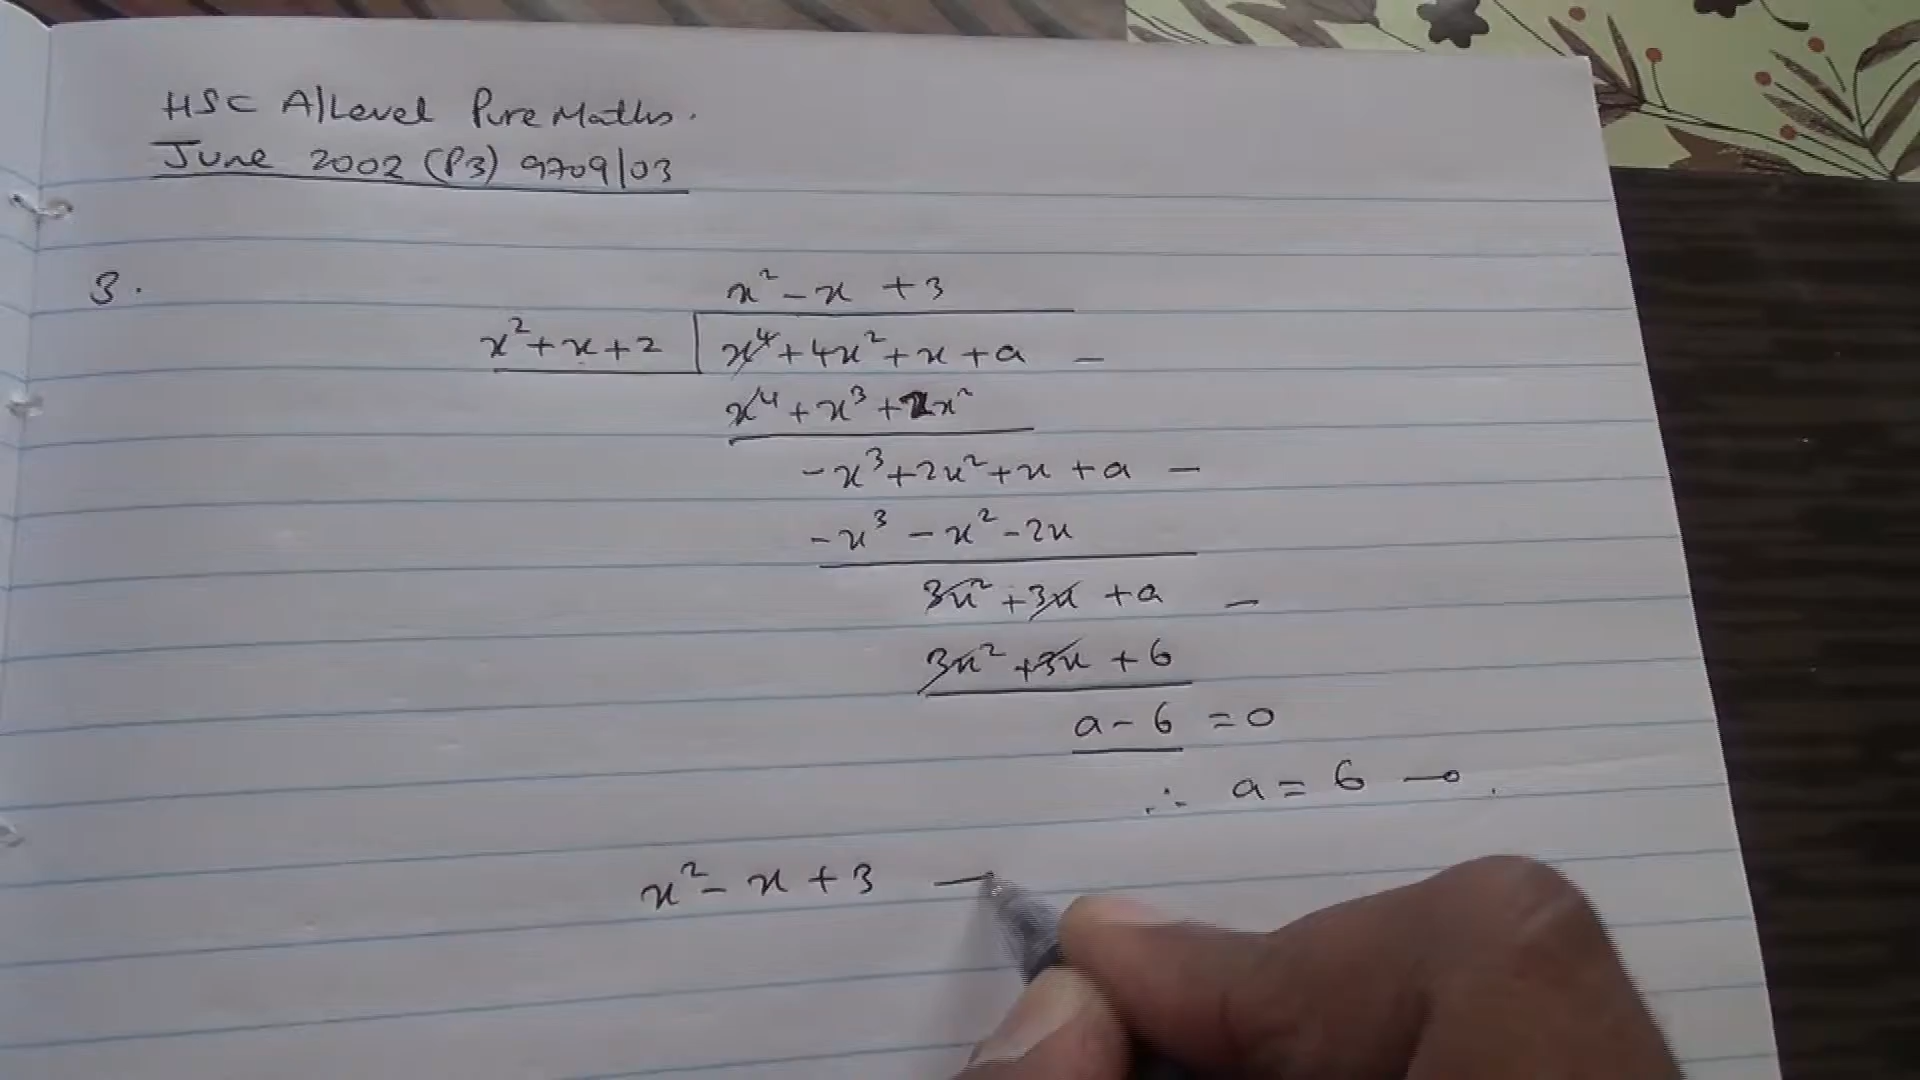 HSC A/Level Pure Maths.
June 2002 (P3) 9709/03
3.
x² - x + 3
x² + x + 2 | x⁴ + 4x² + x + a -
x⁴ + x³ + 2x²
-x³ + 2x² + x + a -
-x³ - x² - 2x
3x² + 3x + a -
3x² + 3x + 6
a - 6 = 0
∴ a = 6
x² - x + 3